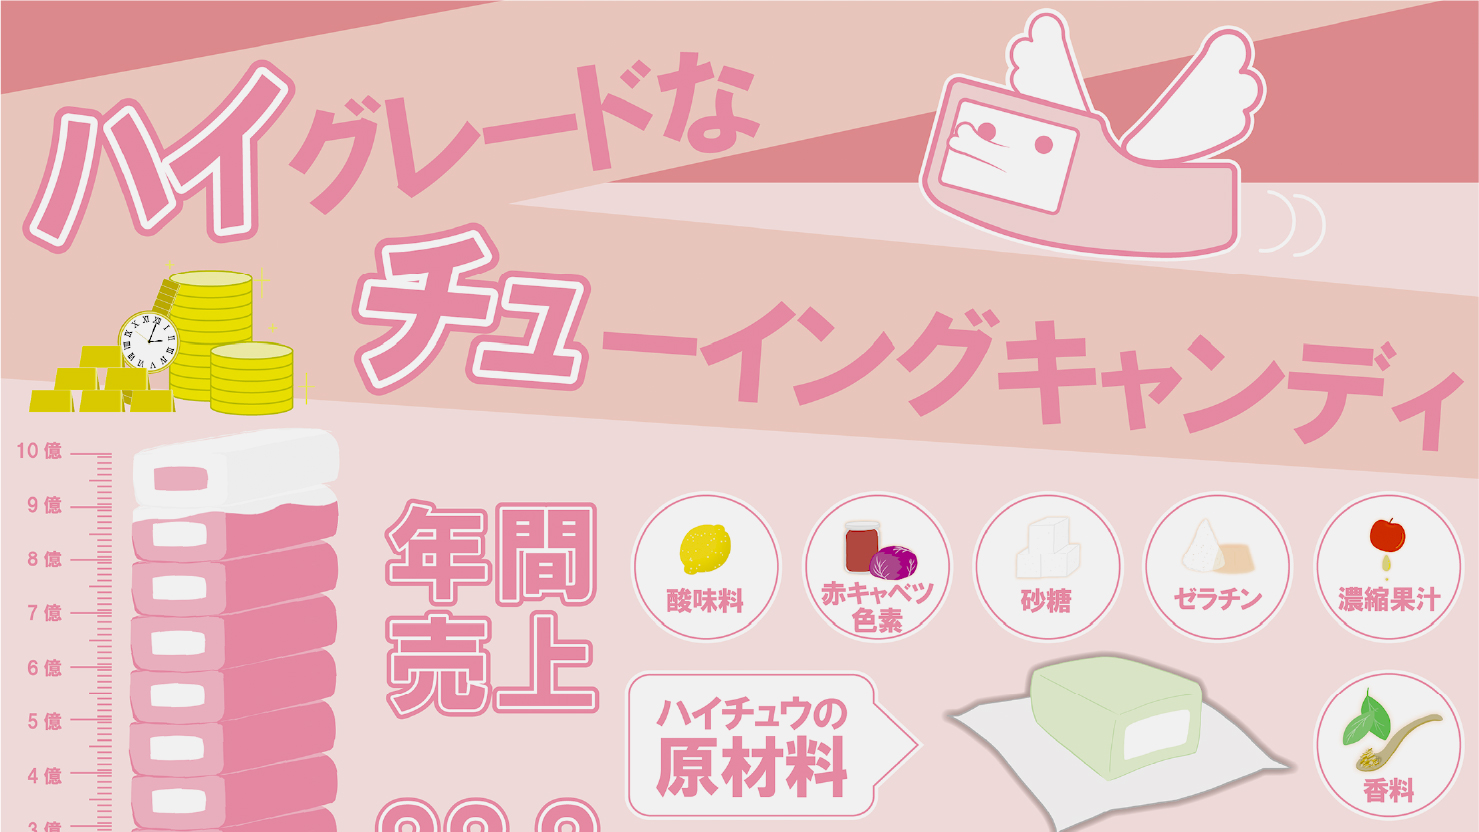 ハイグレードな
チューイングキャンディ
10億
9億
8億
7億
6億
5億
4億
年間
売上
酸味料
赤キャベツ
色素
砂糖
ゼラチン
濃縮果汁
ハイチュウの
原材料
香料